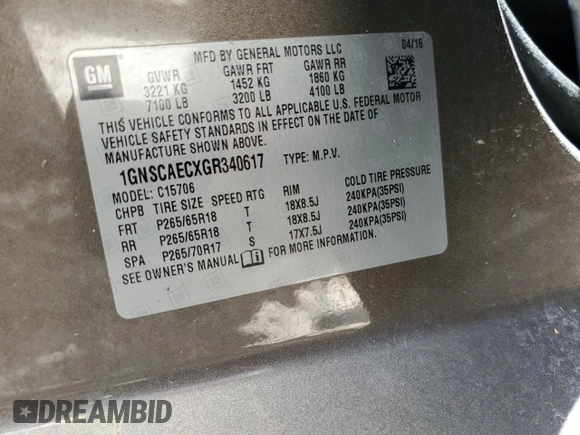 GM
MFD BY GENERAL MOTORS LLC
04/16
GVWR GAWR FRT GAWR RR
3221 KG 1452 KG 1860 KG
7100 LB 3200 LB 4100 LB
THIS VEHICLE CONFORMS TO ALL APPLICABLE U.S. FEDERAL MOTOR
VEHICLE SAFETY STANDARDS IN EFFECT ON THE DATE OF
MANUFACTURE SHOWN ABOVE.
1GNSCAECXGR340617 TYPE: M.P.V.
MODEL: C15706
CHPB TIRE SIZE SPEED RTG RIM COLD TIRE PRESSURE
FRT P265/65R18 T 18X8.5J 240KPA(35PSI)
RR P265/65R18 T 18X8.5J 240KPA(35PSI)
SPA P265/70R17 S 17X7.5J 240KPA(35PSI)
SEE OWNER'S MANUAL FOR MORE INFORMATION.
DREAMBID